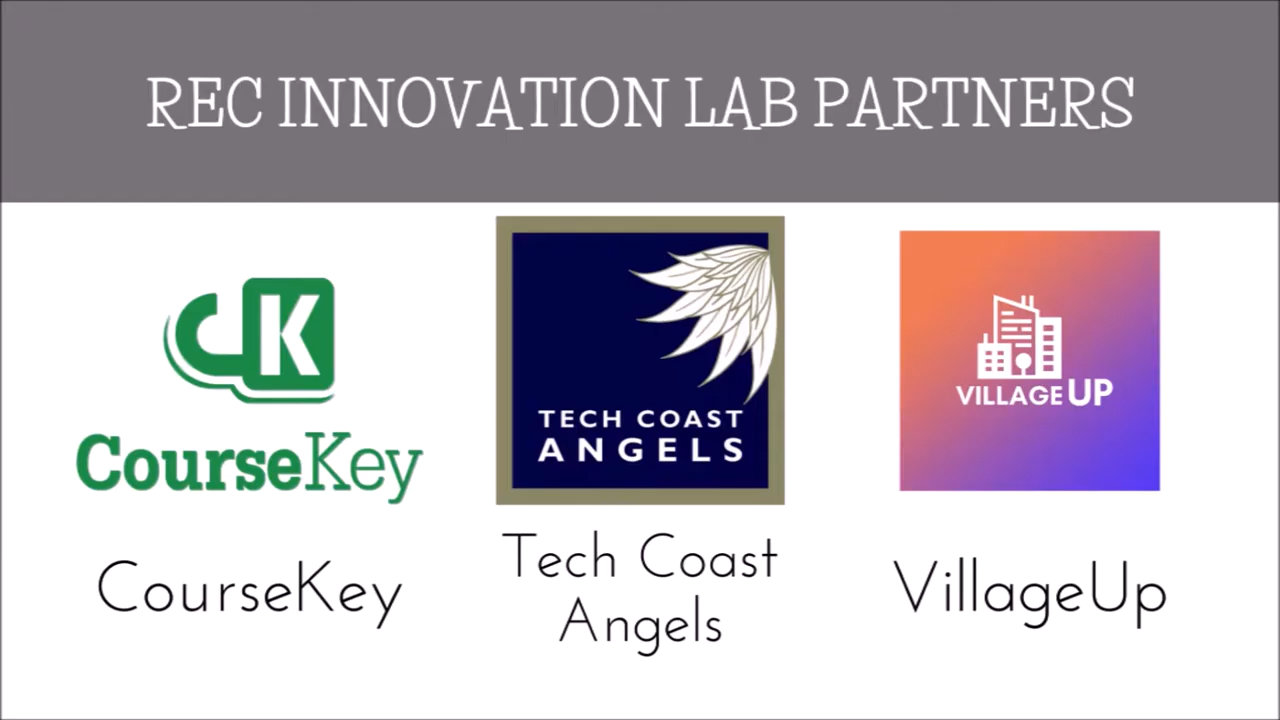 REC INNOVATION LAB PARTNERS
CK
CourseKey
TECH COAST
ANGELS
VILLAGE UP
CourseKey
Tech Coast
Angels
VillageUp